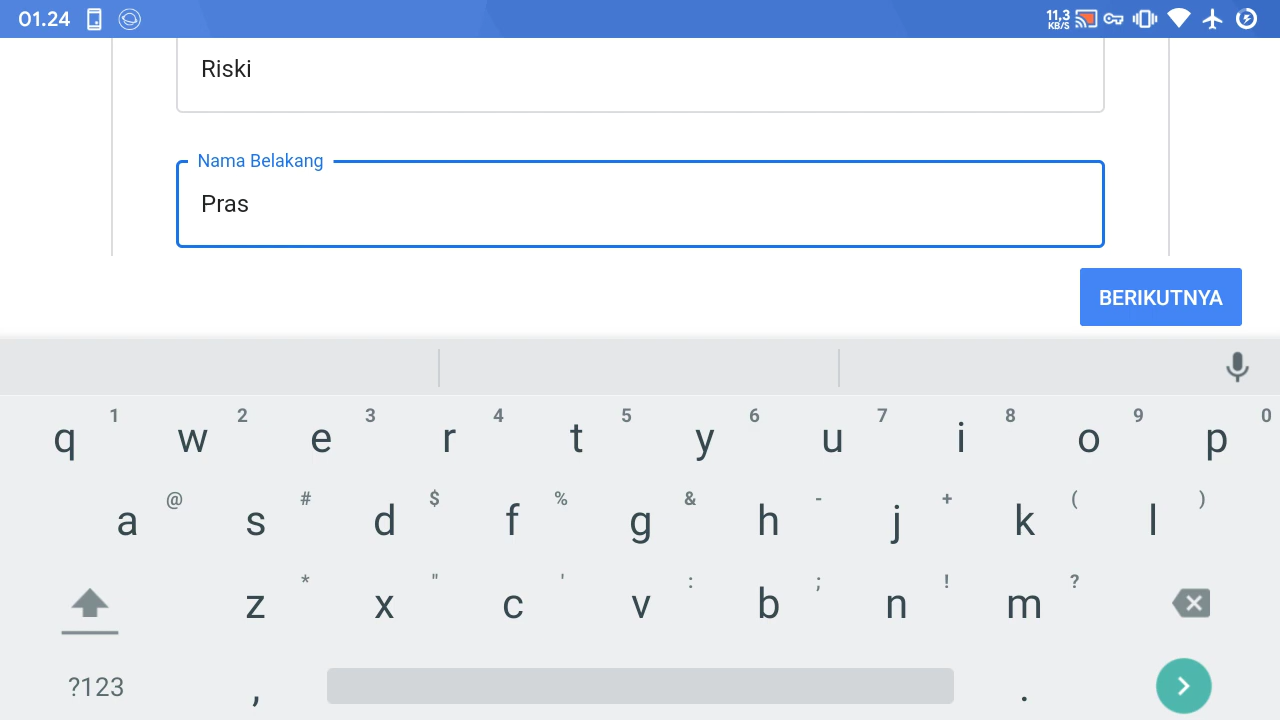 01.24
11,3
KB/S
Riski
Nama Belakang
Pras
BERIKUTNYA
1 2 3 4 5 6 7 8 9 0
q w e r t y u i o p
@ # $ % & - + ( )
a s d f g h j k l
* " ' : ; ! ?
z x c v b n m
?123 , .